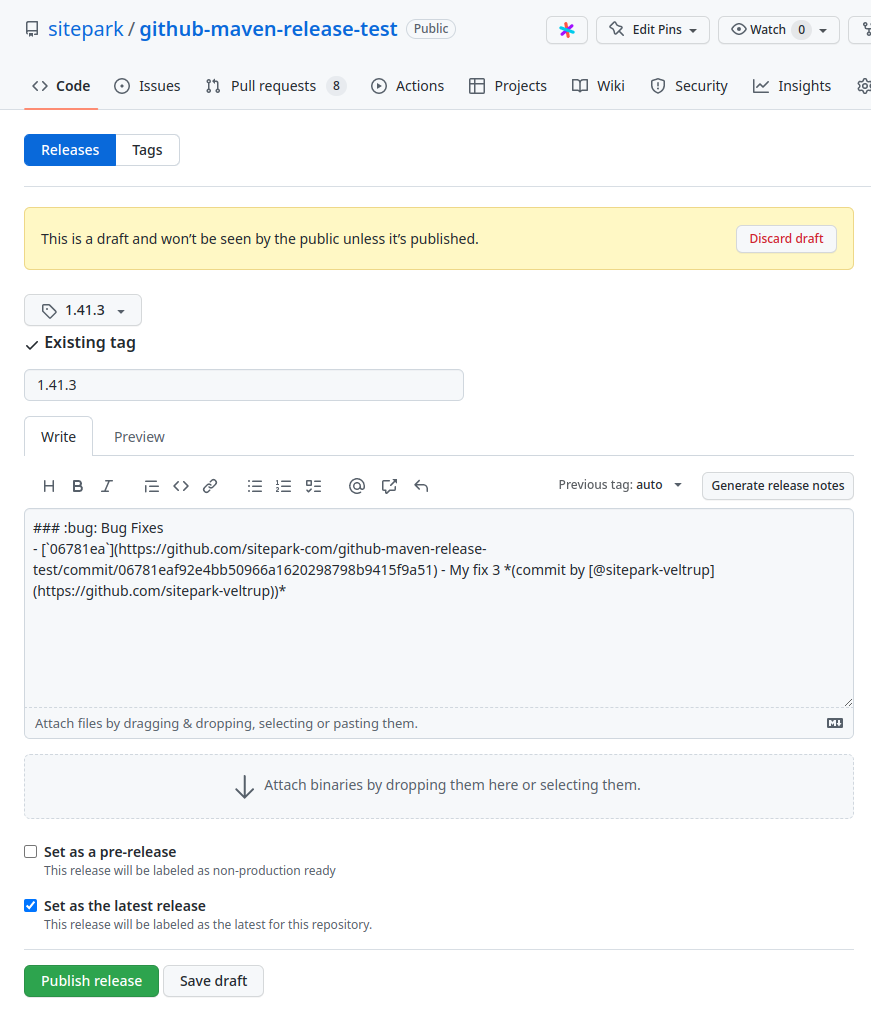 sitepark / github-maven-release-test Public Edit Pins Watch 0
Code Issues Pull requests 8 Actions Projects Wiki Security Insights
Releases Tags
This is a draft and won’t be seen by the public unless it’s published. Discard draft
1.41.3
Existing tag
1.41.3
Write Preview
H B I <> @ Previous tag: auto Generate release notes
### :bug: Bug Fixes
- [`06781ea`](https://github.com/sitepark-com/github-maven-release-
test/commit/06781eaf92e4bb50966a1620298798b9415f9a51) - My fix 3 *(commit by [@sitepark-veltrup]
(https://github.com/sitepark-veltrup))*
Attach files by dragging & dropping, selecting or pasting them.
Attach binaries by dropping them here or selecting them.
Set as a pre-release
This release will be labeled as non-production ready
Set as the latest release
This release will be labeled as the latest for this repository.
Publish release Save draft